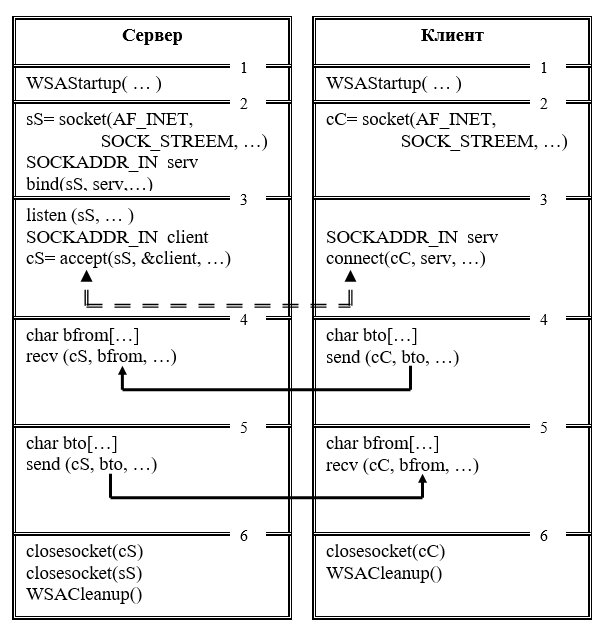 Сервер
1
WSAStartup( … )
2
sS= socket(AF_INET,
SOCK_STREEM, …)
SOCKADDR_IN serv
bind(sS, serv,…)
3
listen (sS, … )
SOCKADDR_IN client
cS= accept(sS, &client, …)
4
char bfrom[…]
recv (cS, bfrom, …)
5
char bto[…]
send (cS, bto, …)
6
closesocket(cS)
closesocket(sS)
WSACleanup()
Клиент
1
WSAStartup( … )
2
cC= socket(AF_INET,
SOCK_STREEM, …)
3
SOCKADDR_IN serv
connect(cC, serv, …)
4
char bto[…]
send (cC, bto, …)
5
char bfrom[…]
recv (cC, bfrom, …)
6
closesocket(cC)
WSACleanup()